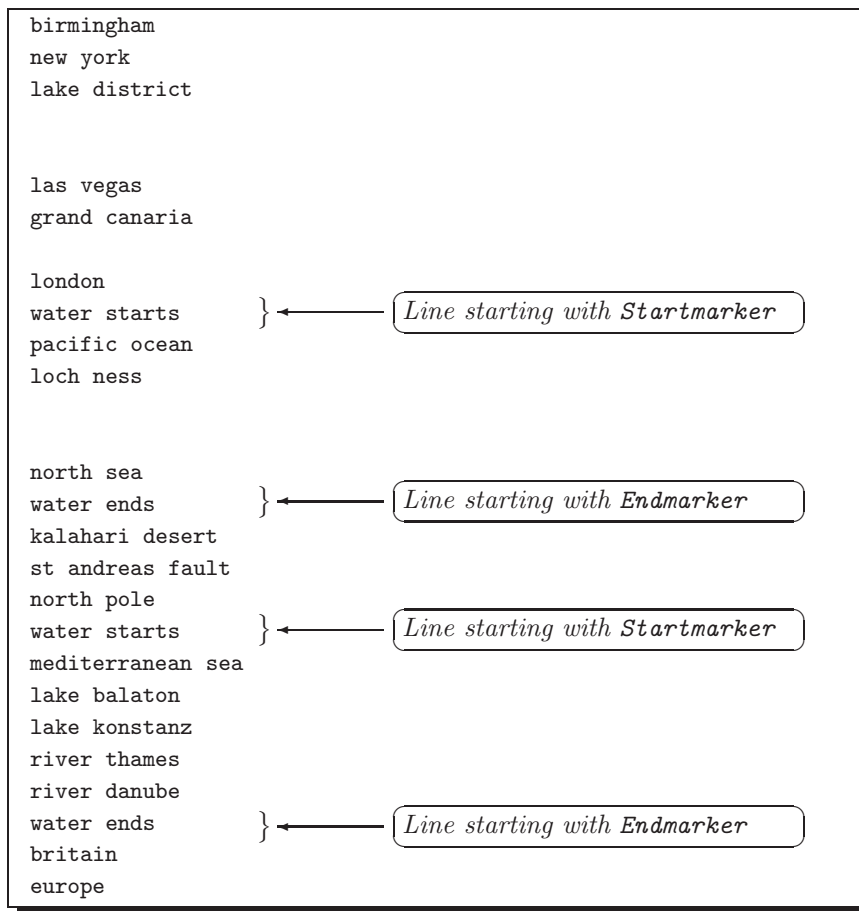 birmingham
new york
lake district
las vegas
grand canaria
london
water starts } Line starting with Startmarker
pacific ocean
loch ness
north sea
water ends } Line starting with Endmarker
kalahari desert
st andreas fault
north pole
water starts } Line starting with Startmarker
mediterranean sea
lake balaton
lake konstanz
river thames
river danube
water ends } Line starting with Endmarker
britain
europe